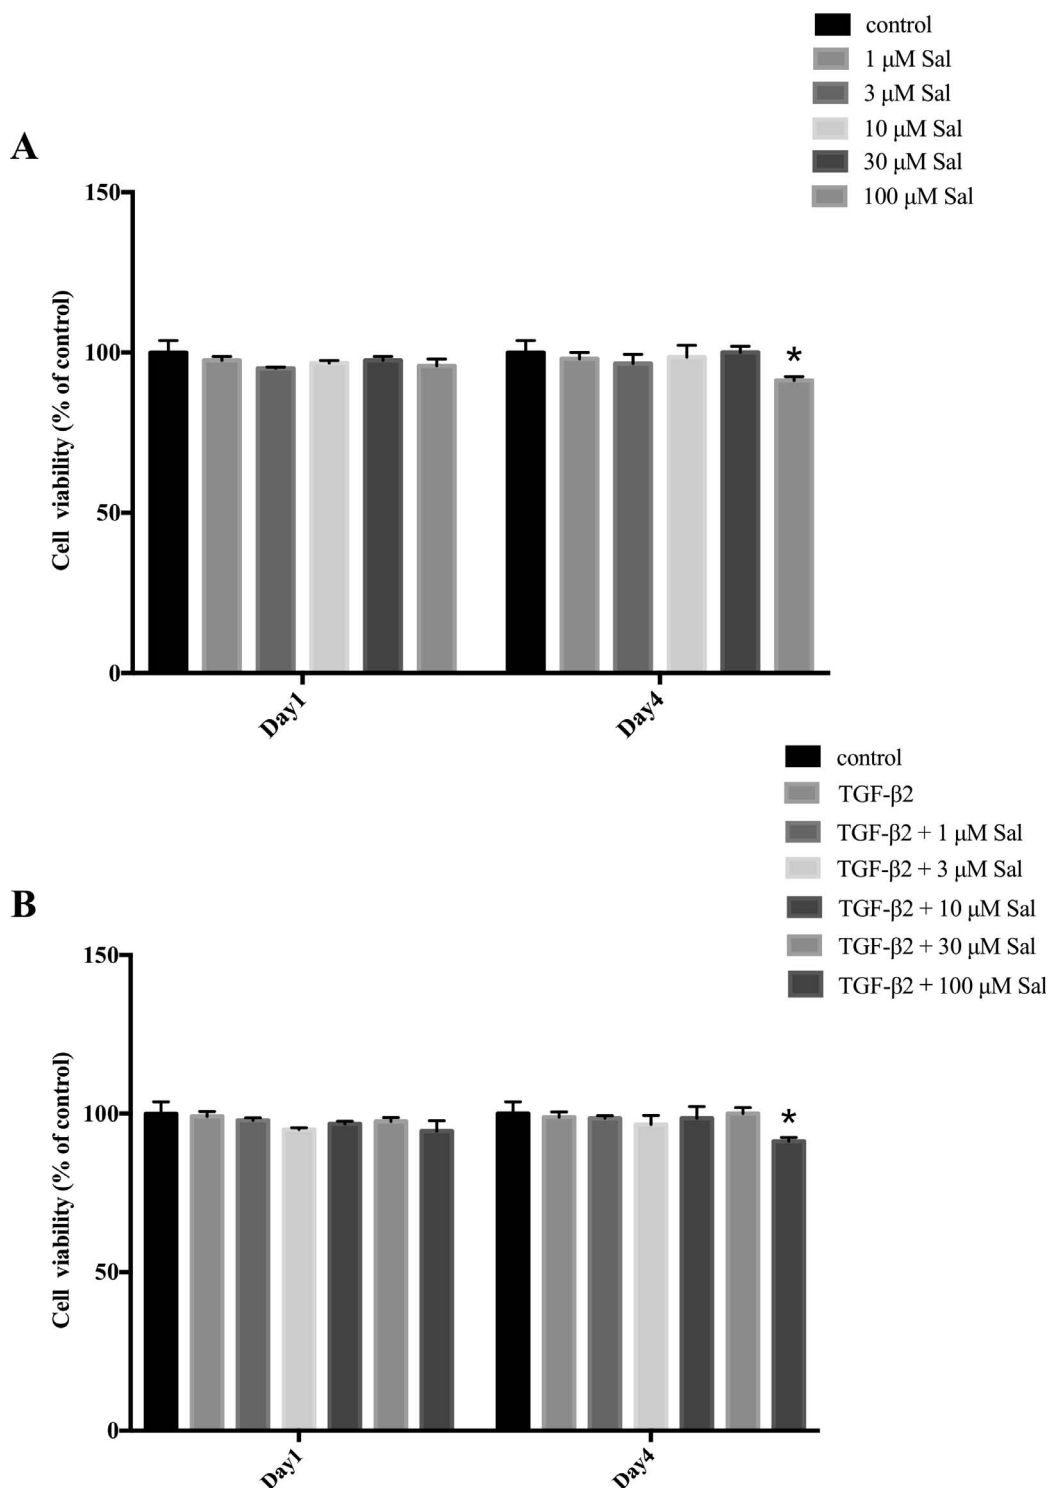 control
1 μM Sal
3 μM Sal
10 μM Sal
30 μM Sal
100 μM Sal
A
150
100
50
0
Cell viability (% of control)
*
Day1
Day4
control
TGF-β2
TGF-β2 + 1 μM Sal
TGF-β2 + 3 μM Sal
TGF-β2 + 10 μM Sal
TGF-β2 + 30 μM Sal
TGF-β2 + 100 μM Sal
B
150
100
50
0
Cell viability (% of control)
*
Day1
Day4